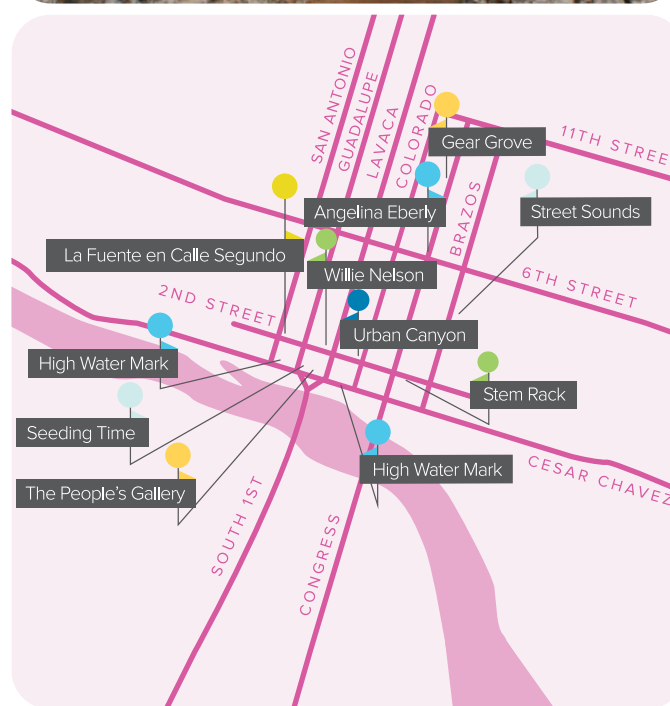 SAN ANTONIO
GUADALUPE
LAVACA
COLORADO
11TH STREE
Gear Grove
BRAZOS
Angelina Eberly
Street Sounds
La Fuente en Calle Segundo
Willie Nelson
6TH STREET
2ND STREET
Urban Canyon
High Water Mark
Stem Rack
Seeding Time
High Water Mark
CESAR CHAVEZ
The People's Gallery
SOUTH 1ST
CONGRESS